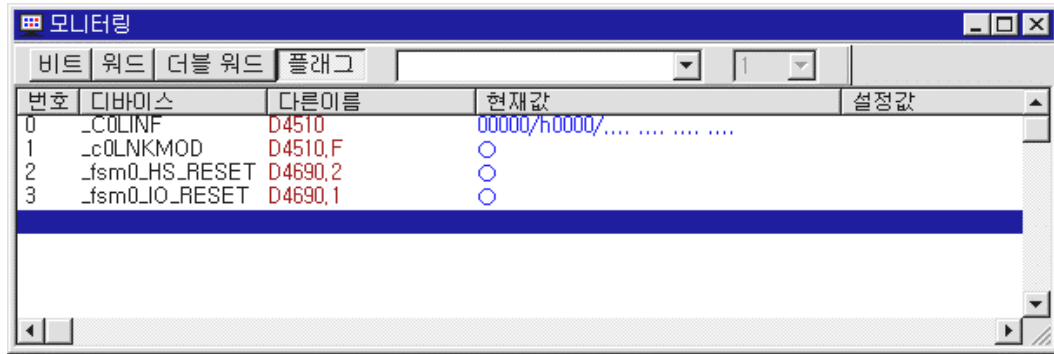 모니터링
비트 워드 더블 워드 플래그 1
번호 디바이스 다른이름 현재값 설정값
0 _C0LINF D4510 00000/h0000/.... .... .... ....
1 _c0LNKMOD D4510,F
2 _fsm0_HS_RESET D4690,2
3 _fsm0_IO_RESET D4690,1